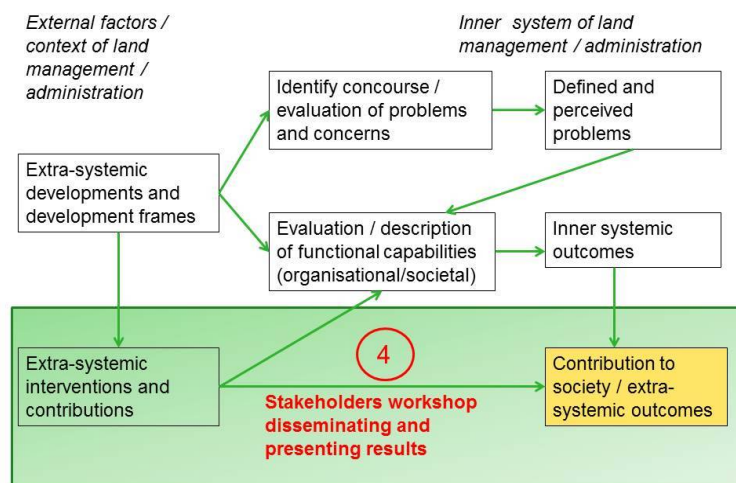 External factors /
context of land
management /
administration
Inner system of land
management / administration
Identify concourse /
evaluation of problems
and concerns
Defined and
perceived
problems
Extra-systemic
developments and
development frames
Evaluation / description
of functional capabilities
(organisational/societal)
Inner systemic
outcomes
Extra-systemic
interventions and
contributions
4
Stakeholders workshop
disseminating and
presenting results
Contribution to
society / extra-
systemic outcomes